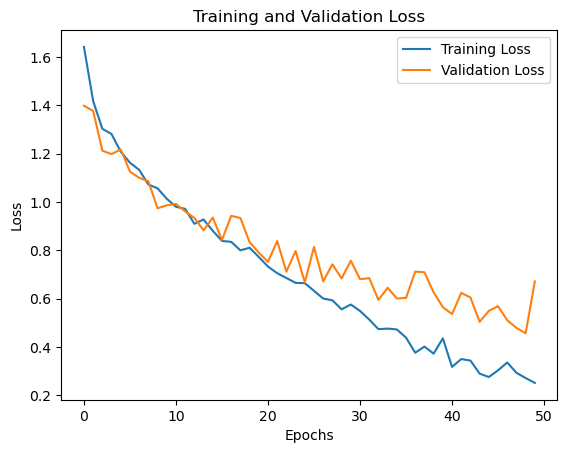 Training and Validation Loss
Training Loss
Validation Loss
1.6
1.4
1.2
1.0
0.8
0.6
0.4
0.2
Loss
0 10 20 30 40 50
Epochs